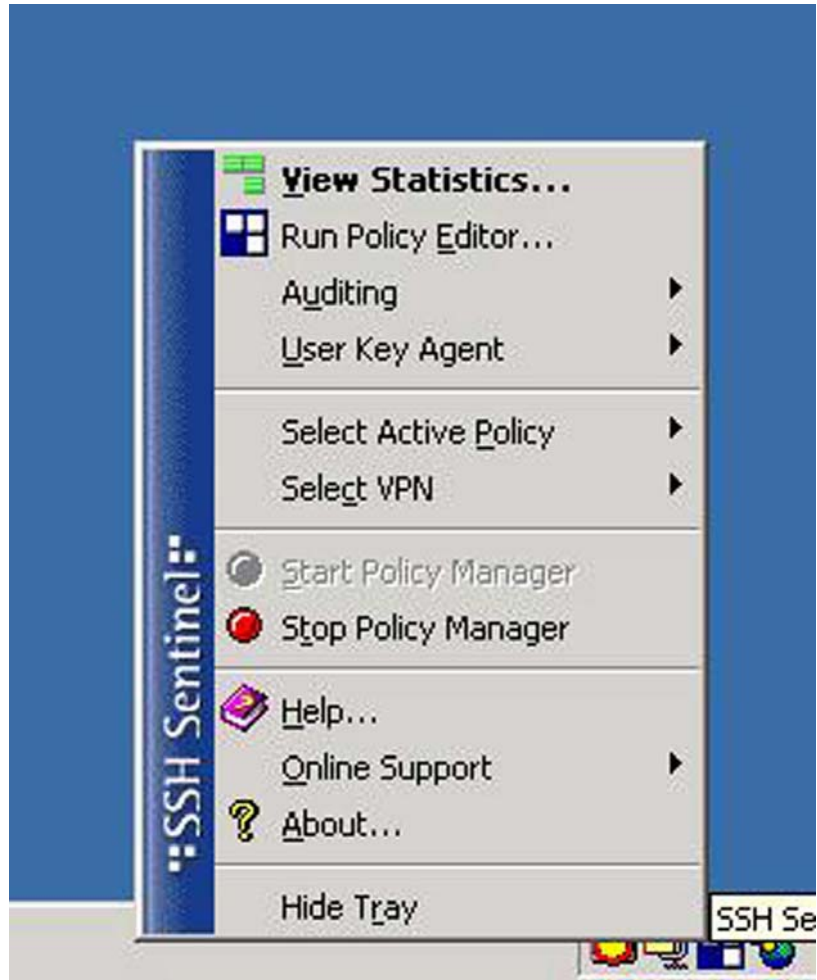 View Statistics...
Run Policy Editor...
Auditing
User Key Agent
Select Active Policy
Select VPN
Start Policy Manager
Stop Policy Manager
Help...
Online Support
About...
Hide Tray
SSH Sentinel
SSH Se